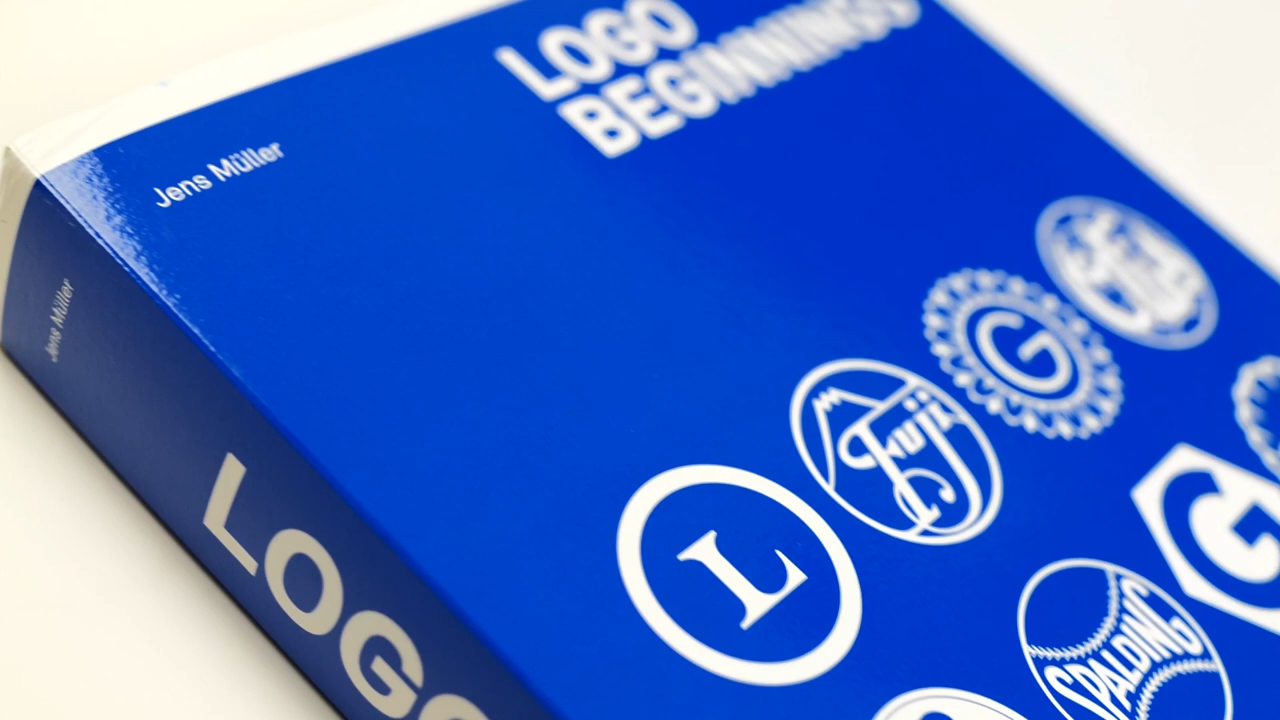 LOGO
BEGINNINGS
Jens Müller
Jens Müller
LOGO
G
Fuji
L
G
SPALDING